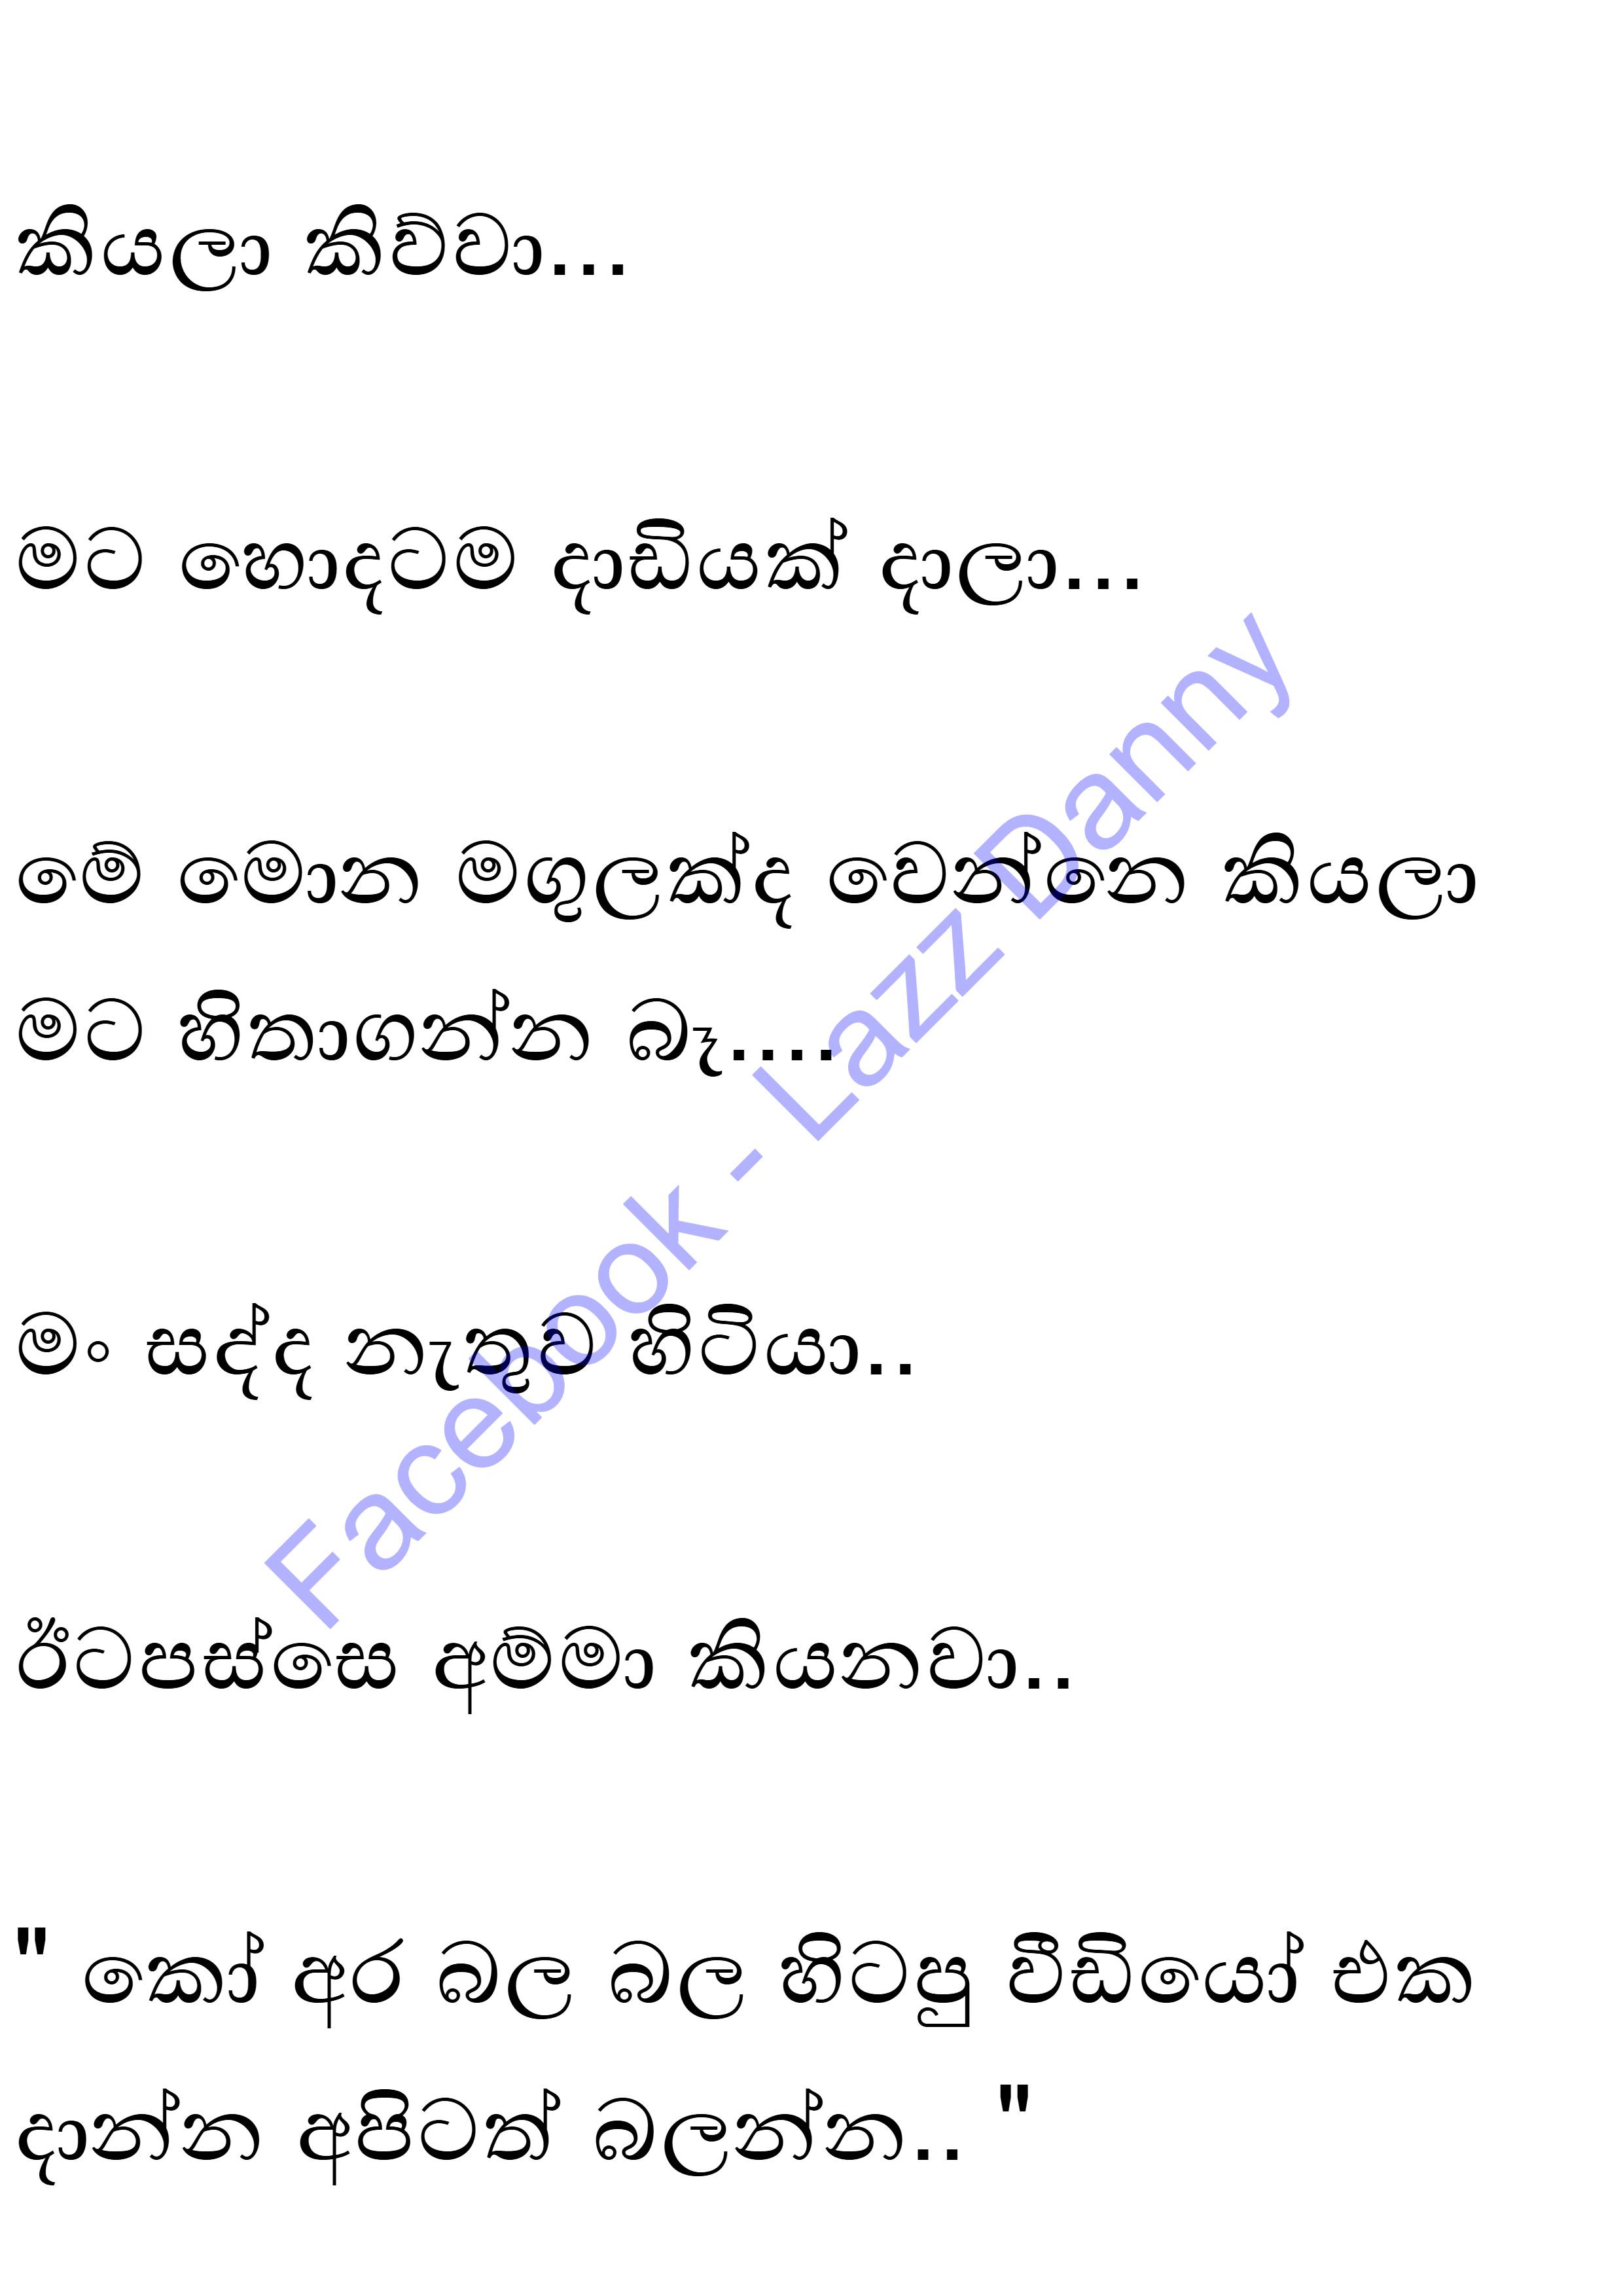 කියලා කිව්වා...
මට හොදටම දාඩියක් දාලා...
මේ මොන මගුලක්ද වෙන්නෙ කියලා
මට හිතාගන්න බෑ....
මං සද්ද නැතුව හිටියා..
ඊටපස්සෙ අම්මා කියනවා..
" කෝ අර බල බල හිටපු වීඩියෝ එක
දාන්න අපිටත් බලන්න.. "
Facebook - Lazz Danny